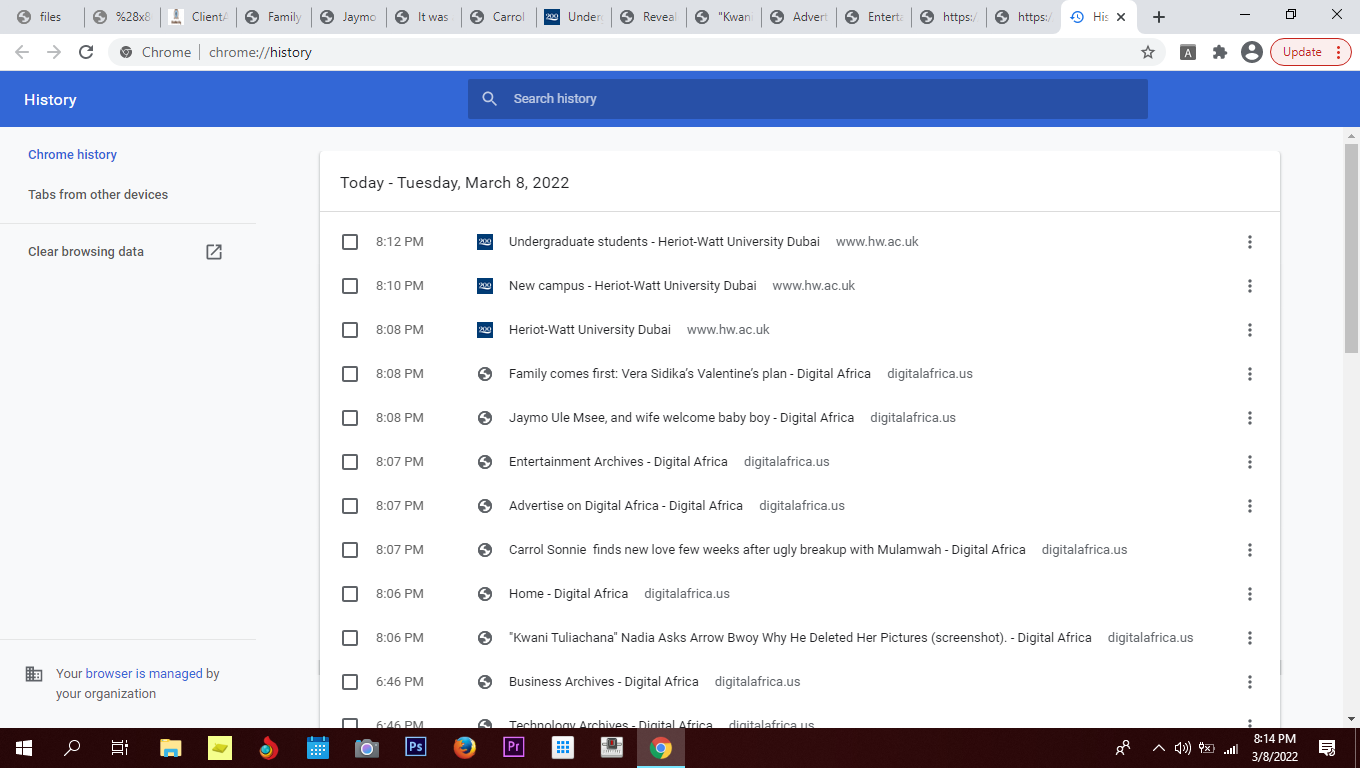 files
%28x8
ClientA
Family
Jaymo
It was
Carrol
Under
Reveal
"Kwani
Advert
Enterta
https:/
https:/
His
Chrome chrome://history
A
Update
History
Search history
Chrome history
Tabs from other devices
Clear browsing data
Today - Tuesday, March 8, 2022
8:12 PM 200 Undergraduate students - Heriot-Watt University Dubai www.hw.ac.uk
8:10 PM 200 New campus - Heriot-Watt University Dubai www.hw.ac.uk
8:08 PM 200 Heriot-Watt University Dubai www.hw.ac.uk
8:08 PM Family comes first: Vera Sidika’s Valentine’s plan - Digital Africa digitalafrica.us
8:08 PM Jaymo Ule Msee, and wife welcome baby boy - Digital Africa digitalafrica.us
8:07 PM Entertainment Archives - Digital Africa digitalafrica.us
8:07 PM Advertise on Digital Africa - Digital Africa digitalafrica.us
8:07 PM Carrol Sonnie finds new love few weeks after ugly breakup with Mulamwah - Digital Africa digitalafrica.us
8:06 PM Home - Digital Africa digitalafrica.us
8:06 PM "Kwani Tuliachana" Nadia Asks Arrow Bwoy Why He Deleted Her Pictures (screenshot). - Digital Africa digitalafrica.us
6:46 PM Business Archives - Digital Africa digitalafrica.us
6:46 PM Technology Archives - Digital Africa digitalafrica.us
Your browser is managed by
your organization
Ps
Pr
8:14 PM
3/8/2022